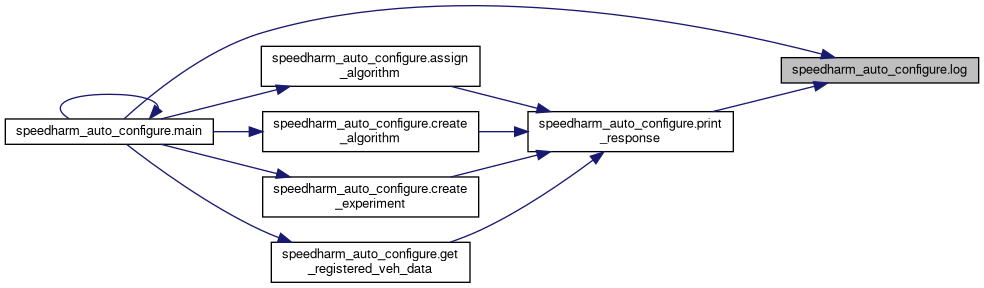 speedharm_auto_configure.assign
_algorithm
speedharm_auto_configure.log
speedharm_auto_configure.main
speedharm_auto_configure.create
_algorithm
speedharm_auto_configure.print
_response
speedharm_auto_configure.create
_experiment
speedharm_auto_configure.get
_registered_veh_data